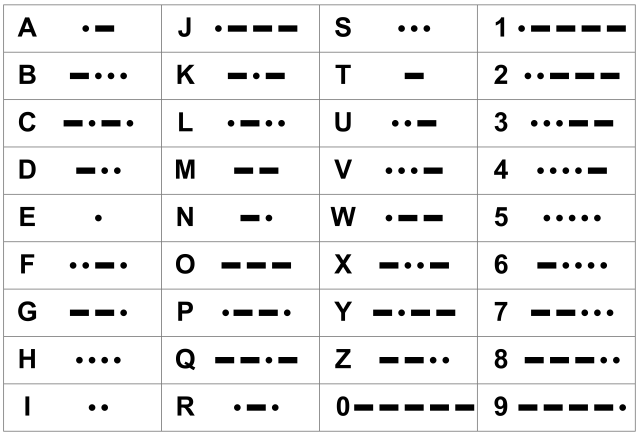 A ·− J ·−−− S ··· 1 ·−−−−
B −··· K −·− T − 2 ··−−−
C −·−· L ·−·· U ··− 3 ···−−
D −·· M −− V ···− 4 ····−
E · N −· W ·−− 5 ·····
F ··−· O −−− X −··− 6 −····
G −−· P ·−−· Y −·−− 7 −−···
H ···· Q −−·− Z −−·· 8 −−−··
I ·· R ·−· 0 −−−−− 9 −−−−·